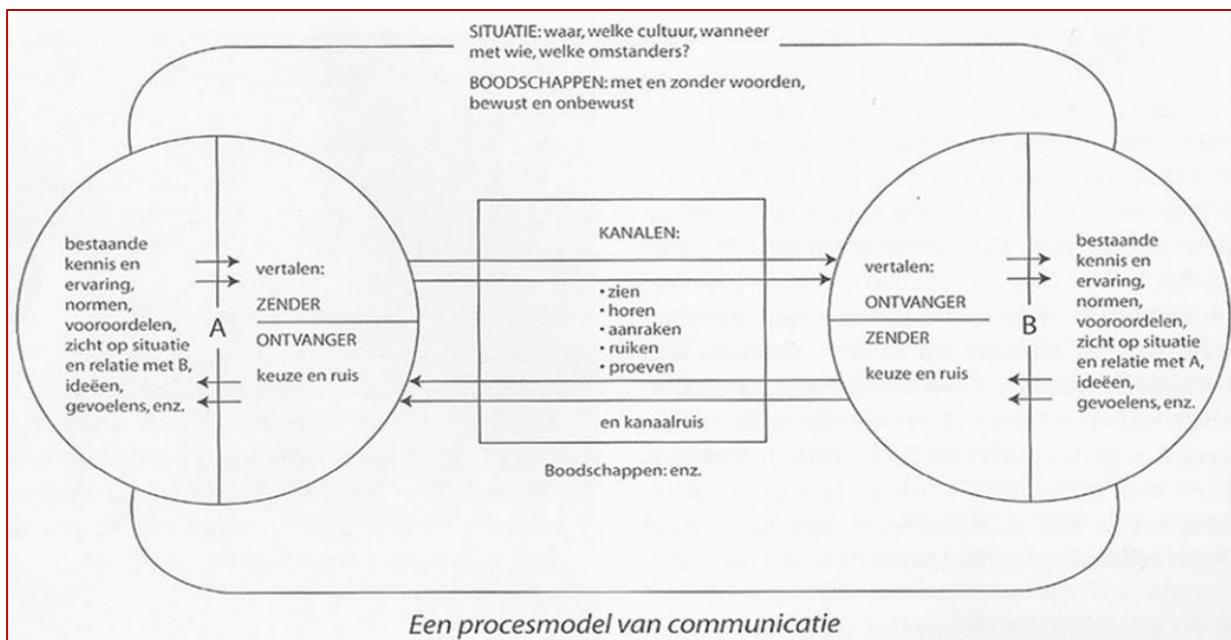 SITUATIE: waar, welke cultuur, wanneer
met wie, welke omstanders?
BOODSCHAPPEN: met en zonder woorden,
bewust en onbewust
bestaande
kennis en
ervaring,
normen,
vooroordelen,
zicht op situatie
en relatie met B,
ideëen,
gevoelens, enz.
A
vertalen:
ZENDER
ONTVANGER
keuze en ruis
KANALEN:
• zien
• horen
• aanraken
• ruiken
• proeven
en kanaalruis
Boodschappen: enz.
vertalen:
ONTVANGER
ZENDER
keuze en ruis
B
bestaande
kennis en
ervaring,
normen,
vooroordelen,
zicht op situatie
en relatie met A,
ideëen,
gevoelens, enz.
Een procesmodel van communicatie